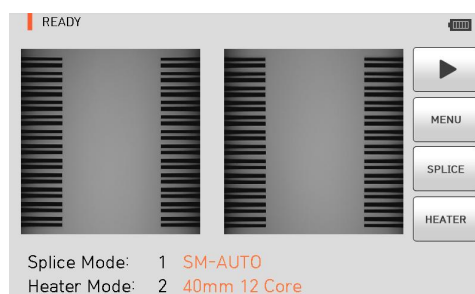 READY
MENU
SPLICE
HEATER
Splice Mode: 1 SM-AUTO
Heater Mode: 2 40mm 12 Core